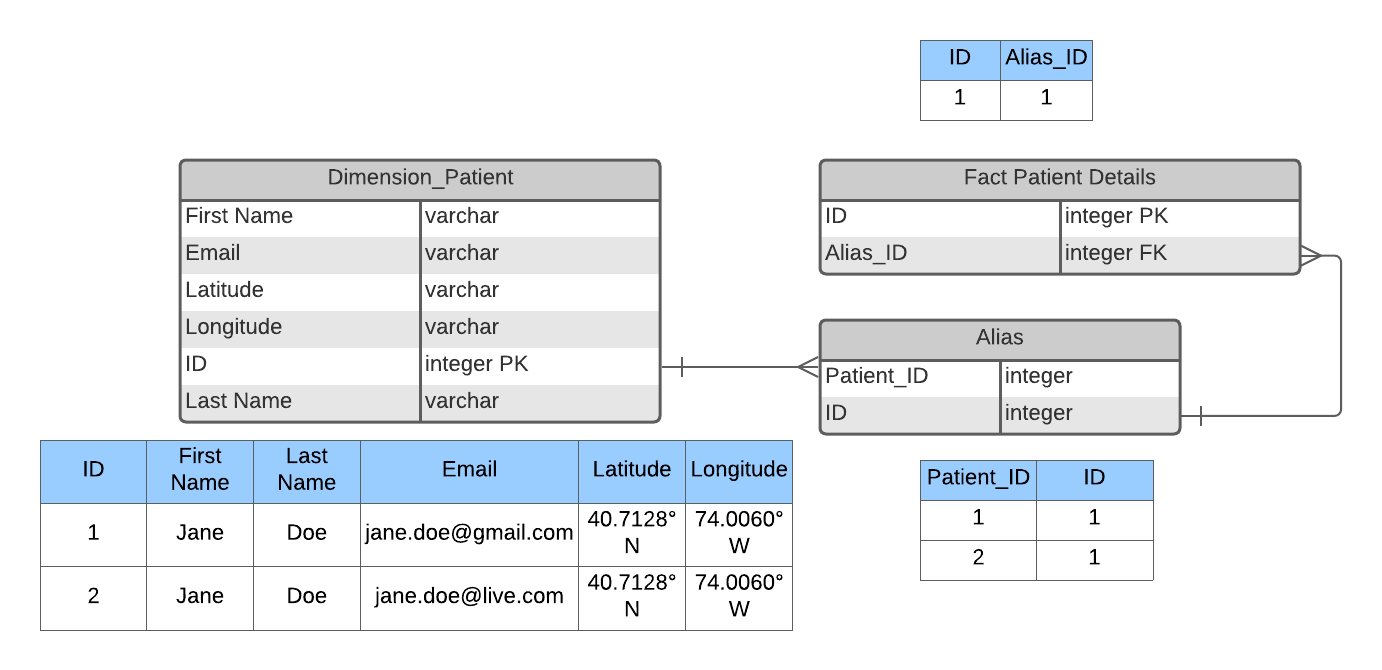 ID Alias_ID
1 1
Dimension_Patient
First Name varchar
Email varchar
Latitude varchar
Longitude varchar
ID integer PK
Last Name varchar
Fact Patient Details
ID integer PK
Alias_ID integer FK
Alias
Patient_ID integer
ID integer
ID First Name Last Name Email Latitude Longitude
1 Jane Doe jane.doe@gmail.com 40.7128° N 74.0060° W
2 Jane Doe jane.doe@live.com 40.7128° N 74.0060° W
Patient_ID ID
1 1
2 1